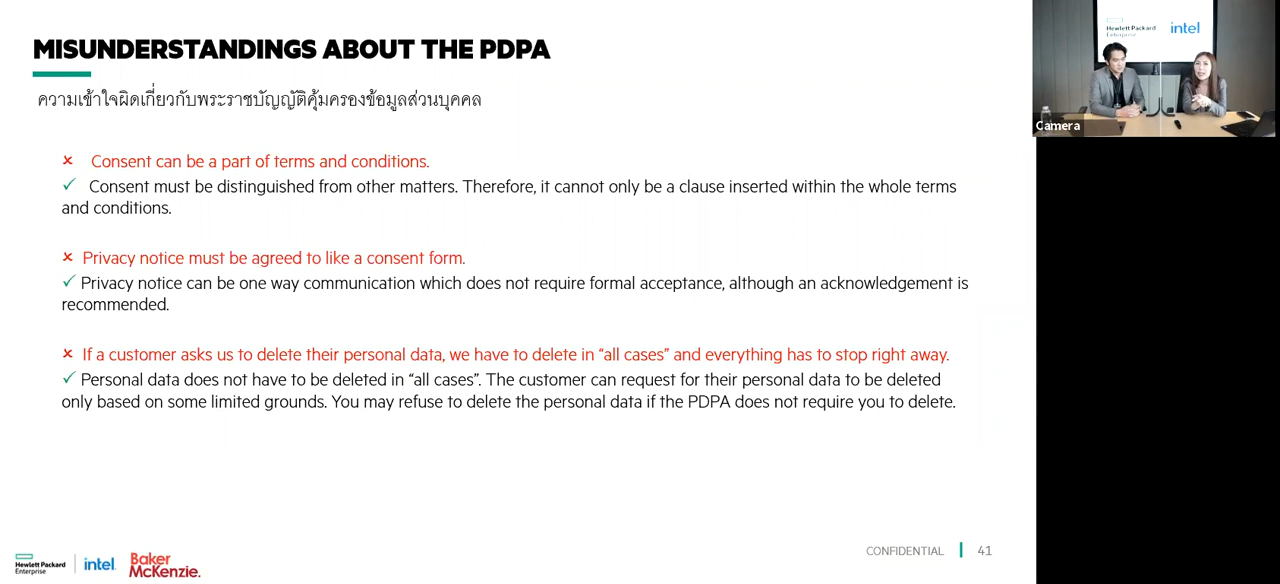 MISUNDERSTANDINGS ABOUT THE PDPA
ความเข้าใจผิดเกี่ยวกับพระราชบัญญัติคุ้มครองข้อมูลส่วนบุคคล
× Consent can be a part of terms and conditions.
✓ Consent must be distinguished from other matters. Therefore, it cannot only be a clause inserted within the whole terms
and conditions.
× Privacy notice must be agreed to like a consent form.
✓ Privacy notice can be one way communication which does not require formal acceptance, although an acknowledgement is
recommended.
× If a customer asks us to delete their personal data, we have to delete in “all cases” and everything has to stop right away.
✓ Personal data does not have to be deleted in “all cases”. The customer can request for their personal data to be deleted
only based on some limited grounds. You may refuse to delete the personal data if the PDPA does not require you to delete.
Hewlett Packard
Enterprise
intel
Baker
McKenzie.
CONFIDENTIAL
41
Hewlett Packard
Enterprise
intel
Camera